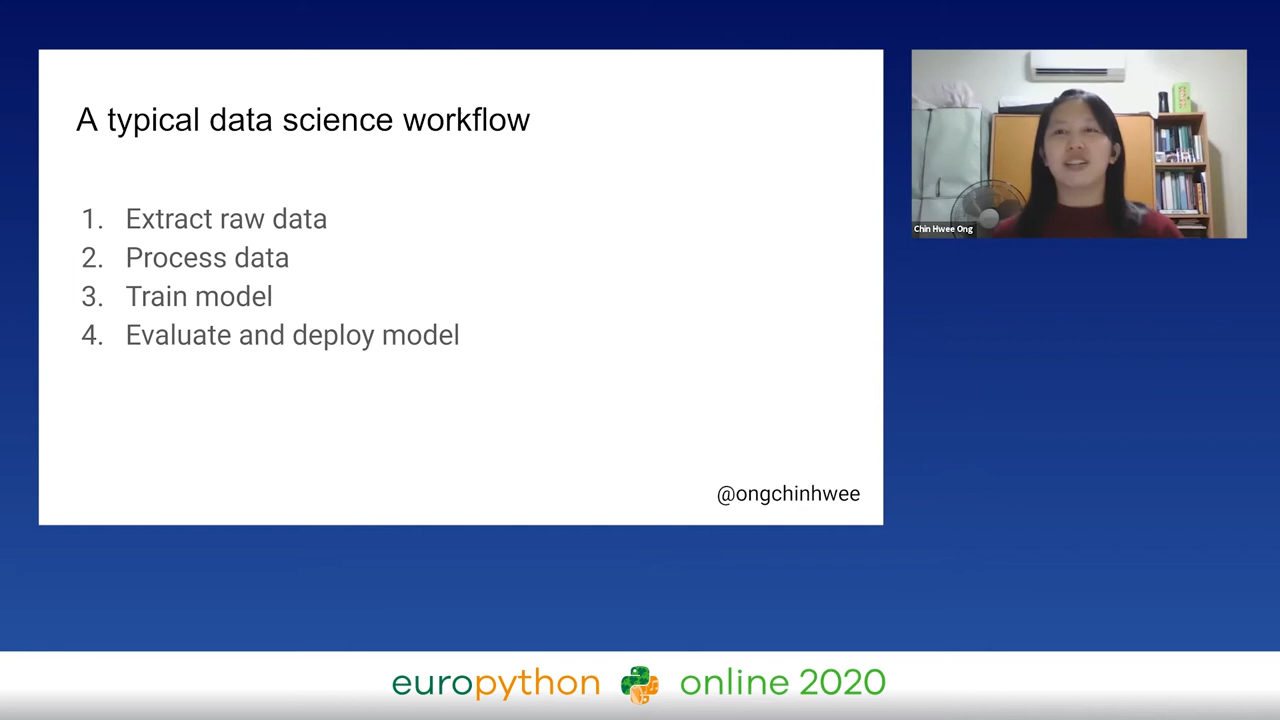 A typical data science workflow
1. Extract raw data
2. Process data
3. Train model
4. Evaluate and deploy model
@ongchinhwee
Chin Hwee Ong
europython online 2020